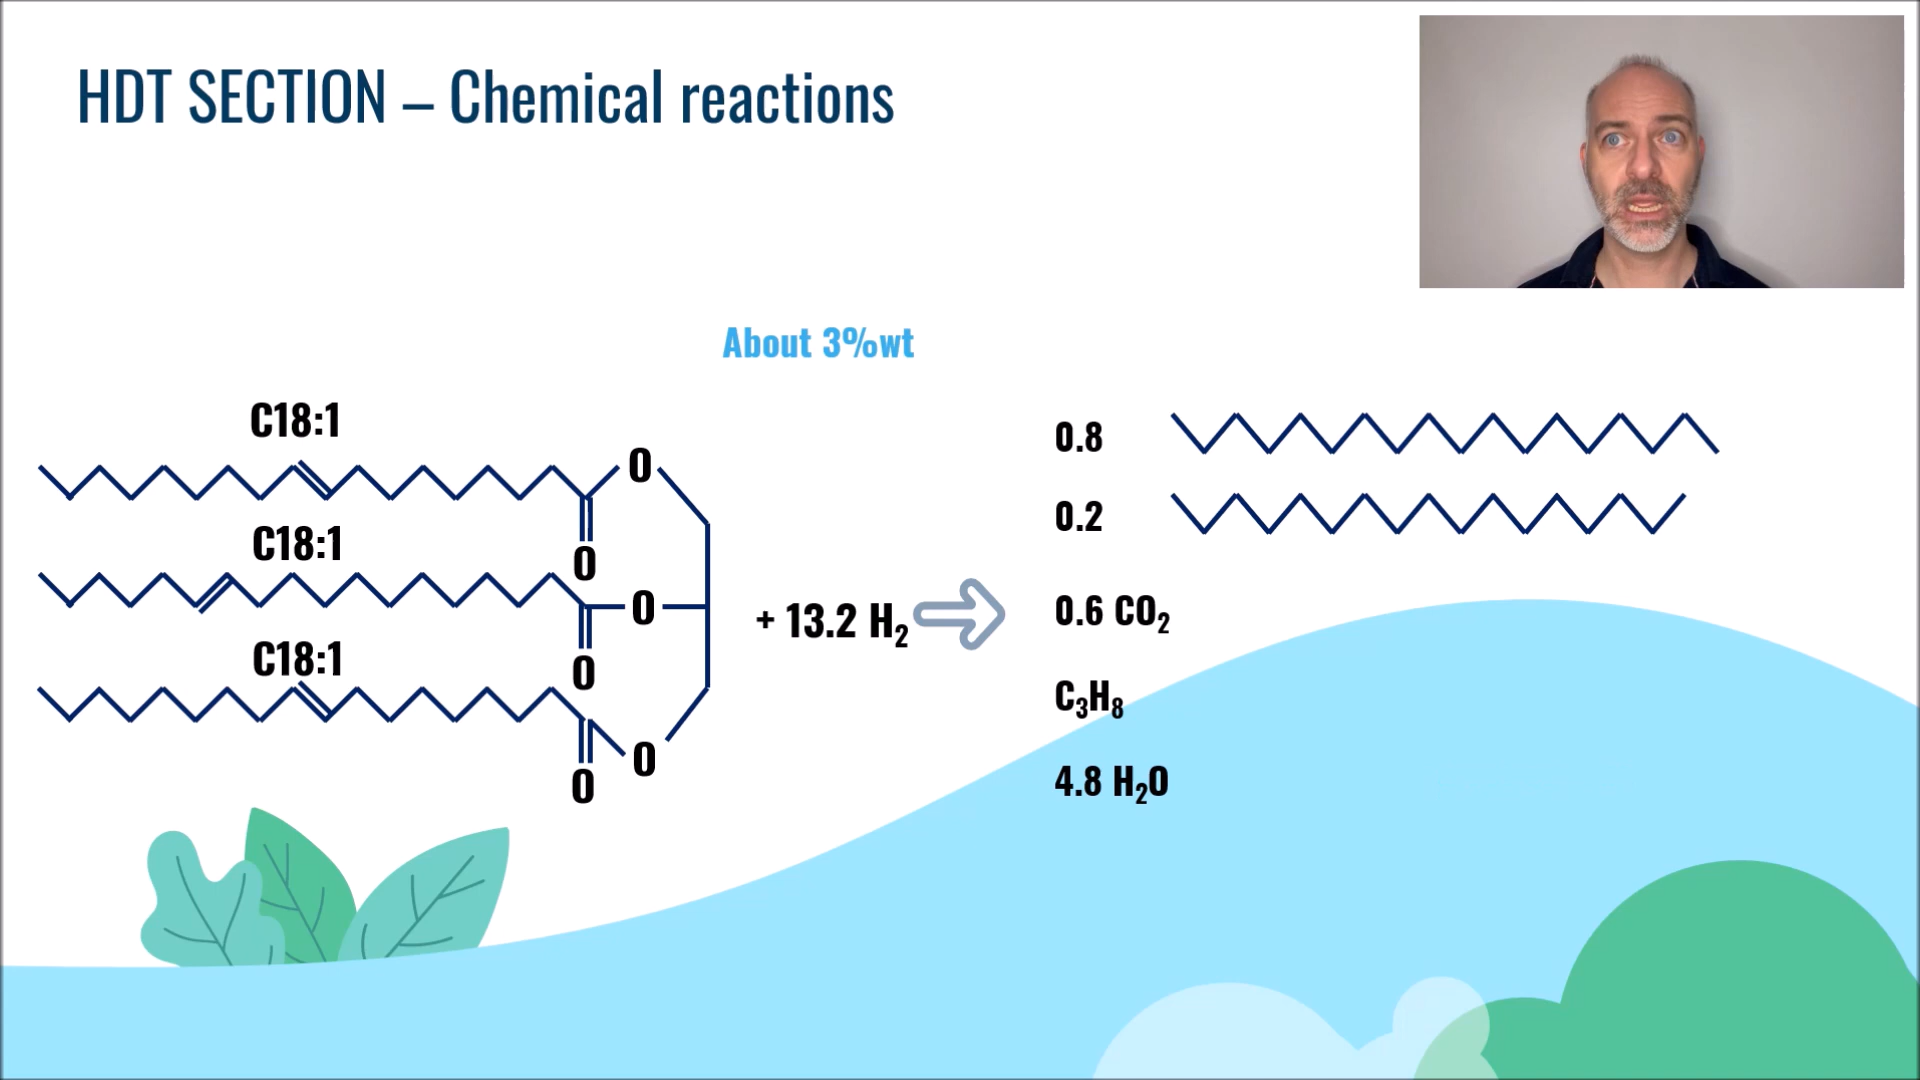 HDT SECTION – Chemical reactions
About 3%wt
C18:1
O
O
C18:1
O
O
C18:1
O
O
+ 13.2 H₂
0.8
0.2
0.6 CO₂
C₃H₈
4.8 H₂O